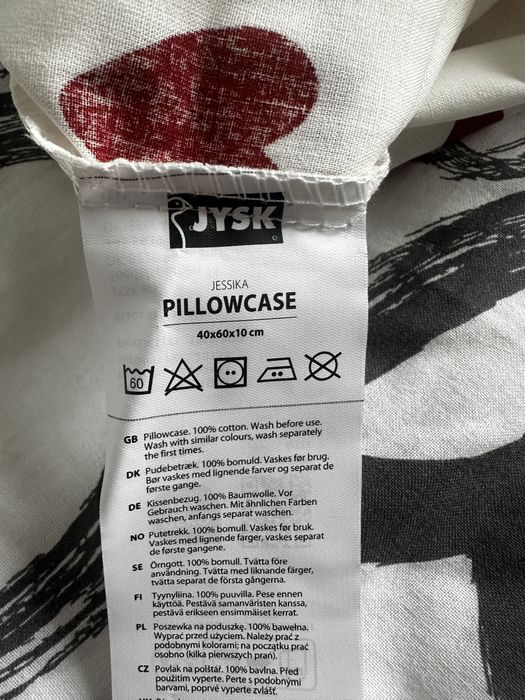 JYSK
JESSIKA
PILLOWCASE
40x60x10 cm
60
GB Pillowcase. 100% cotton. Wash before use.
Wash with similar colours, wash separately
the first times.
DK Pudebetræk. 100% bomuld. Vaskes før brug.
Bør vaskes med lignende farver og separat de
første gange.
DE Kissenbezug. 100% Baumwolle. Vor
Gebrauch waschen. Mit ähnlichen Farben
waschen, anfangs separat waschen.
NO Putetrekk. 100% bomull. Vaskes før bruk.
Vaskes med lignende farger, vaskes separat
de første gangene.
SE Örngott. 100% bomull. Tvätta före
användning. Tvätta med liknande färger,
tvätta separat de första gångerna.
FI Tyynyliina. 100% puuvilla. Pese ennen
käyttöä. Pestävä samanväristen kanssa,
pestävä erikseen ensimmäiset kerrat.
PL Poszewka na poduszkę. 100% bawełna.
Wyprać przed użyciem. Należy prać z
podobnymi kolorami; na początku prać
osobno (kilka pierwszych prań).
CZ Povlak na polštář. 100% bavlna. Před
použitím vyperte. Perte s podobnými
barvami, poprvé vyperte zvlášť.